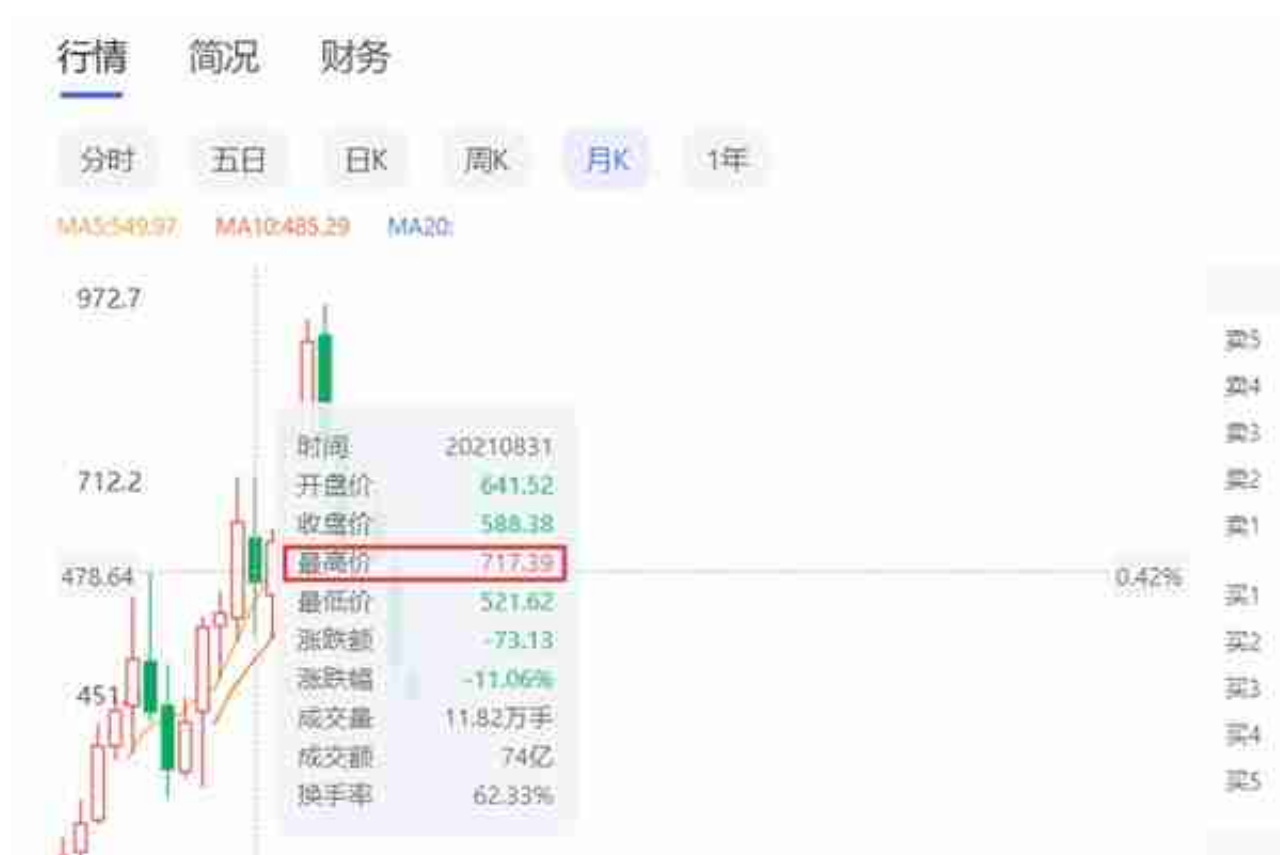 行情 简况 财务
分时 五日 日K 周K 月K 1年
MA5:549.97 MA10:485.29 MA20:
972.7
卖5
卖4
卖3
时间 20210831
712.2
开盘价 641.52
卖2
收盘价 588.38
卖1
最高价 717.39
478.64
0.42%
买1
最低价 521.62
涨跌额 -73.13
买2
涨跌幅 -11.06%
451
买3
成交量 11.82万手
买4
成交额 74亿
买5
换手率 62.33%